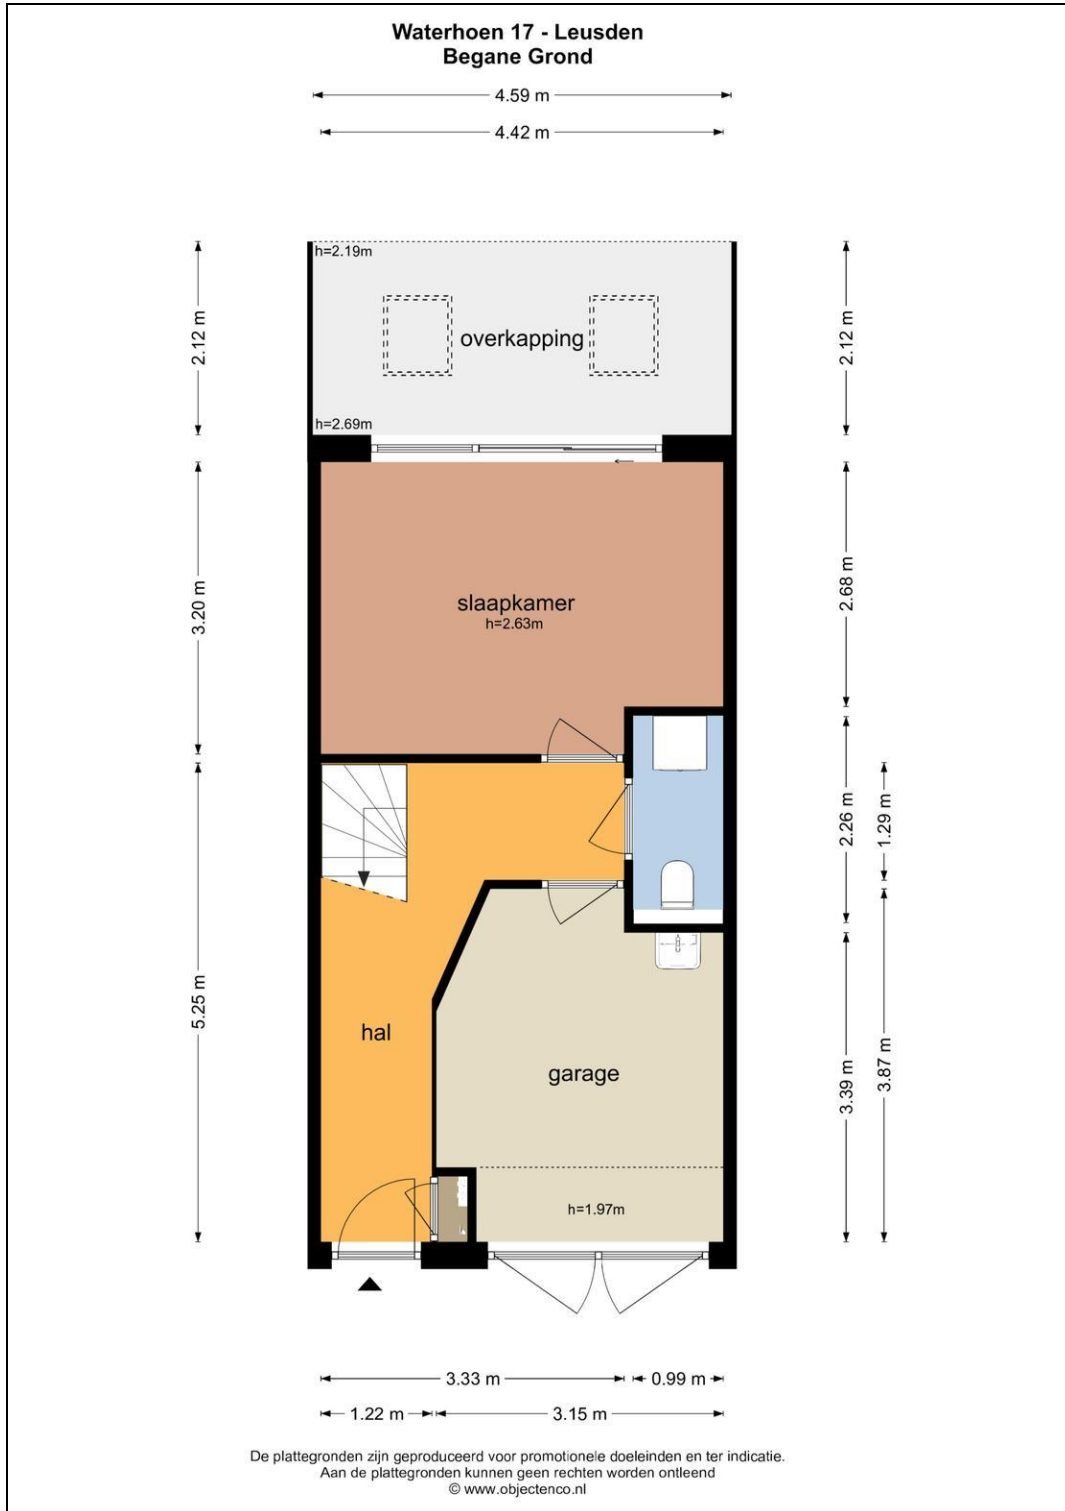 Waterhoen 17 - Leusden
Begane Grond
4.59 m
4.42 m
h=2.19m
2.12 m
2.12 m
overkapping
h=2.69m
3.20 m
2.68 m
slaapkamer
h=2.63m
2.26 m
1.29 m
5.25 m
hal
garage
3.39 m
3.87 m
h=1.97m
3.33 m
0.99 m
1.22 m
3.15 m
De plattegronden zijn geproduceerd voor promotionele doeleinden en ter indicatie.
Aan de plattegronden kunnen geen rechten worden ontleend
© www.objectenco.nl